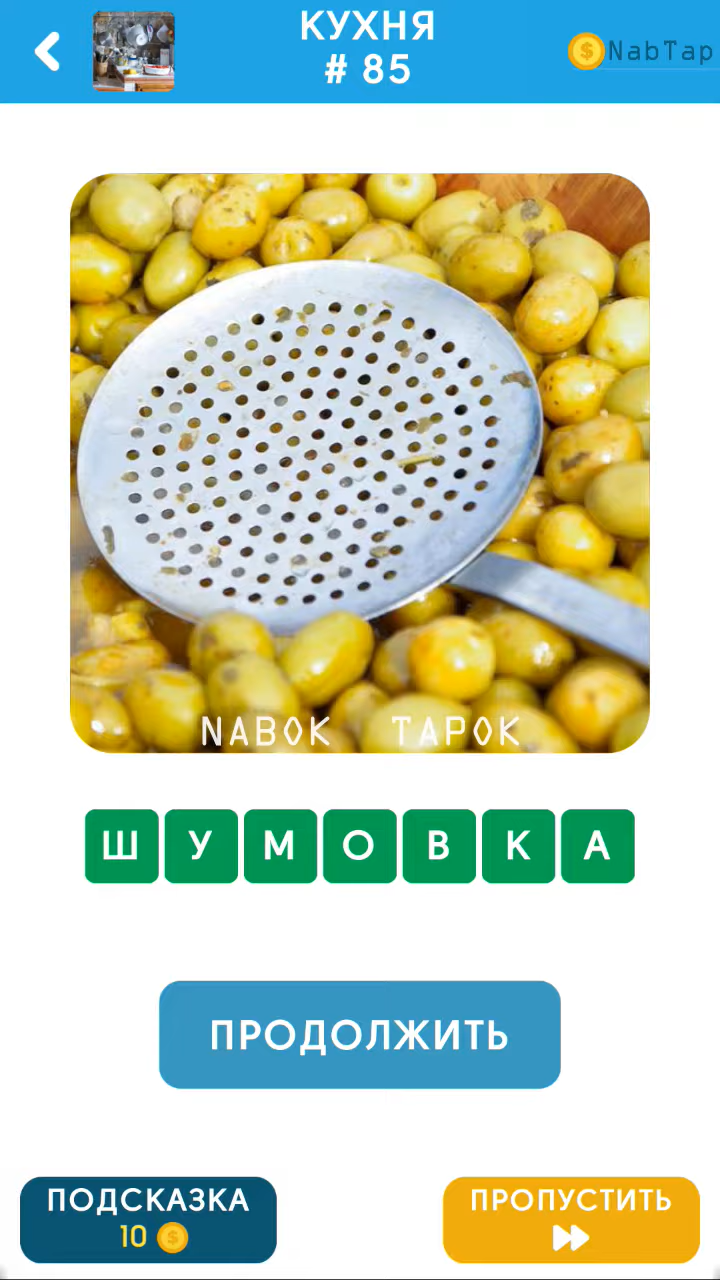 КУХНЯ
# 85
NabTap
NABOK TAPOK
ШУМОВКА
ПРОДОЛЖИТЬ
ПОДСКАЗКА
10
ПРОПУСТИТЬ